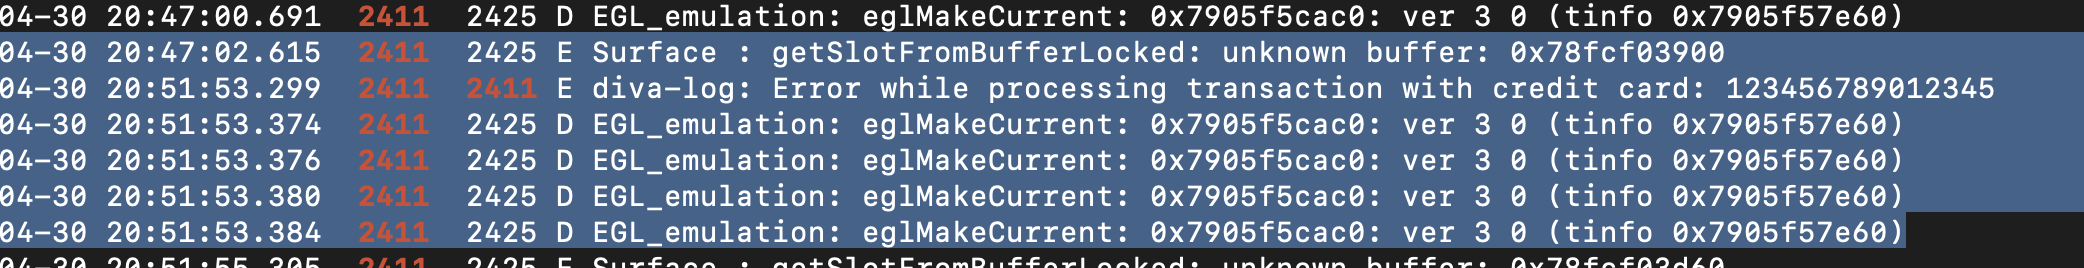 04-30 20:47:00.691  2411  2425 D EGL_emulation: eglMakeCurrent: 0x7905f5cac0: ver 3 0 (tinfo 0x7905f57e60)
04-30 20:47:02.615  2411  2425 E Surface : getSlotFromBufferLocked: unknown buffer: 0x78fcf03900
04-30 20:51:53.299  2411  2411 E diva-log: Error while processing transaction with credit card: 123456789012345
04-30 20:51:53.374  2411  2425 D EGL_emulation: eglMakeCurrent: 0x7905f5cac0: ver 3 0 (tinfo 0x7905f57e60)
04-30 20:51:53.376  2411  2425 D EGL_emulation: eglMakeCurrent: 0x7905f5cac0: ver 3 0 (tinfo 0x7905f57e60)
04-30 20:51:53.380  2411  2425 D EGL_emulation: eglMakeCurrent: 0x7905f5cac0: ver 3 0 (tinfo 0x7905f57e60)
04-30 20:51:53.384  2411  2425 D EGL_emulation: eglMakeCurrent: 0x7905f5cac0: ver 3 0 (tinfo 0x7905f57e60)
04-30 20:51:55.305  2411  2425 E Surface : getSlotFromBufferLocked: unknown buffer: 0x78fcf03d60